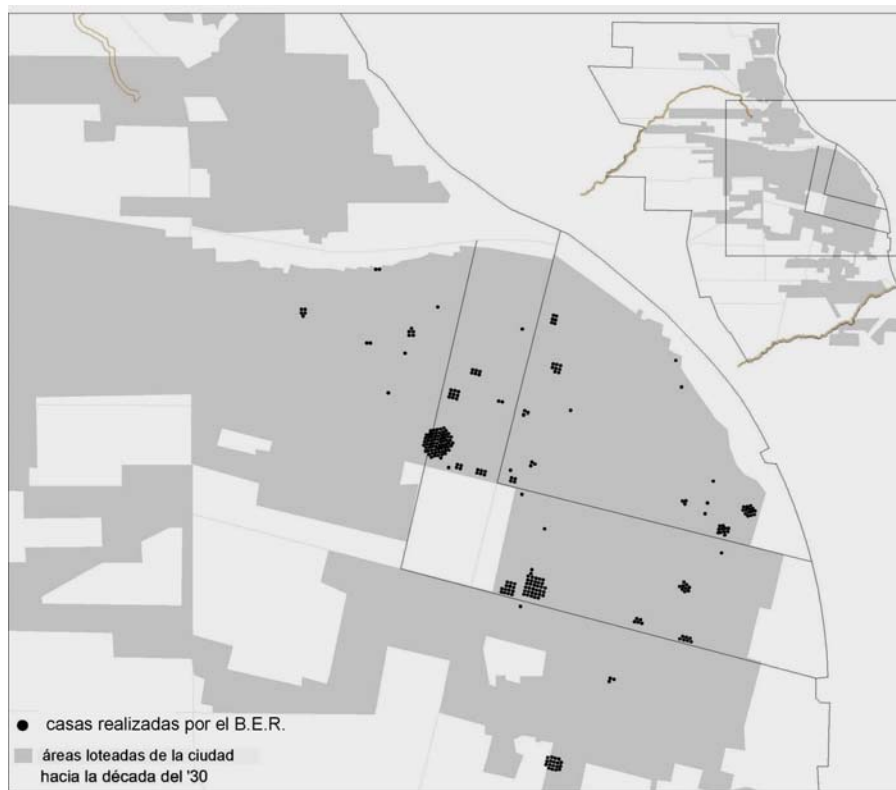 casas realizadas por el B.E.R.
áreas loteadas de la ciudad
hacia la década del '30